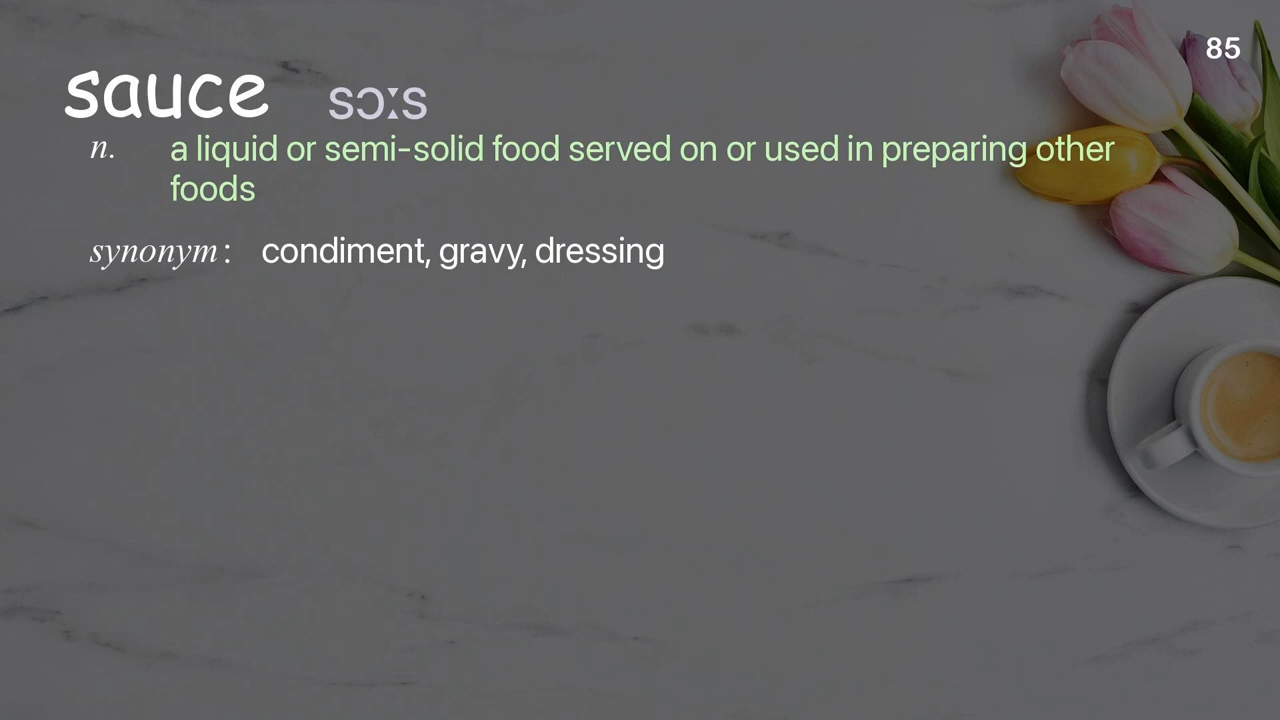 85
sauce sɔːs
n. a liquid or semi-solid food served on or used in preparing other
foods
synonym: condiment, gravy, dressing